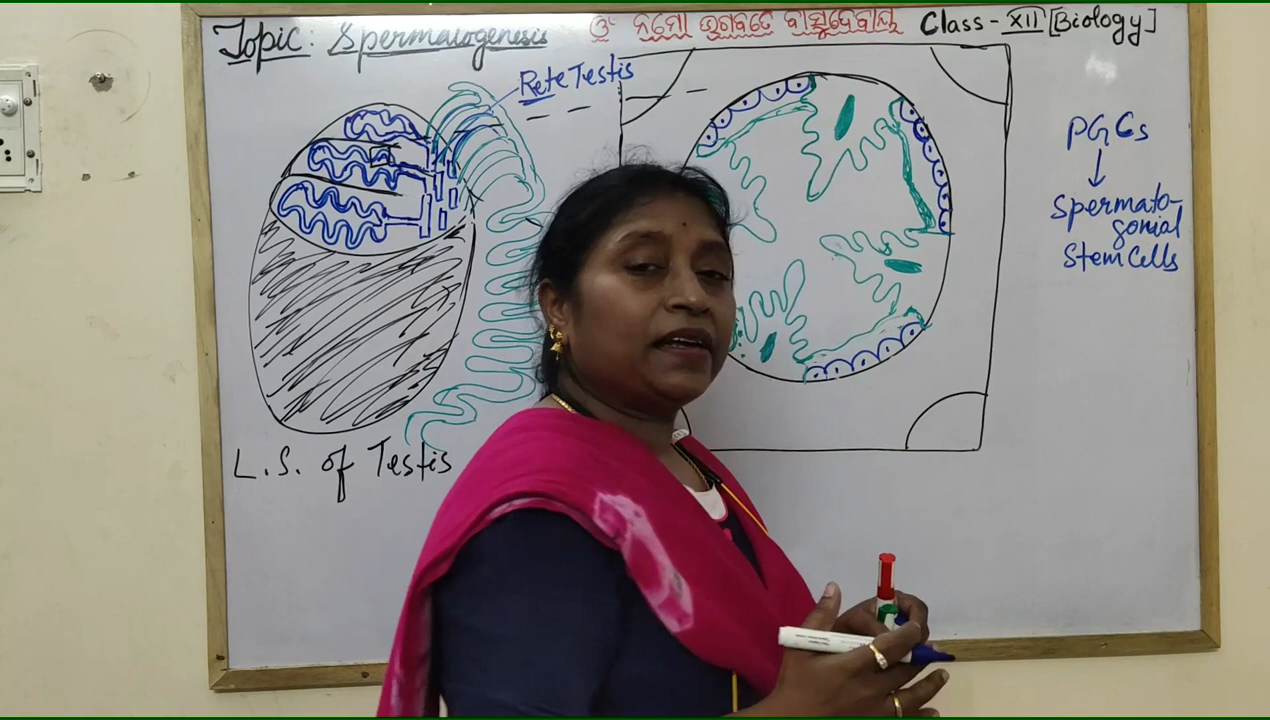 Topic: Spermatogenesis
ଓଁ ନମୋ ଭଗବତେ ବାସୁଦେବାୟ
Class - XII [Biology]
Rete Testis
PGCs
Spermato-
gonial
Stem Cells
L.S. of Testis